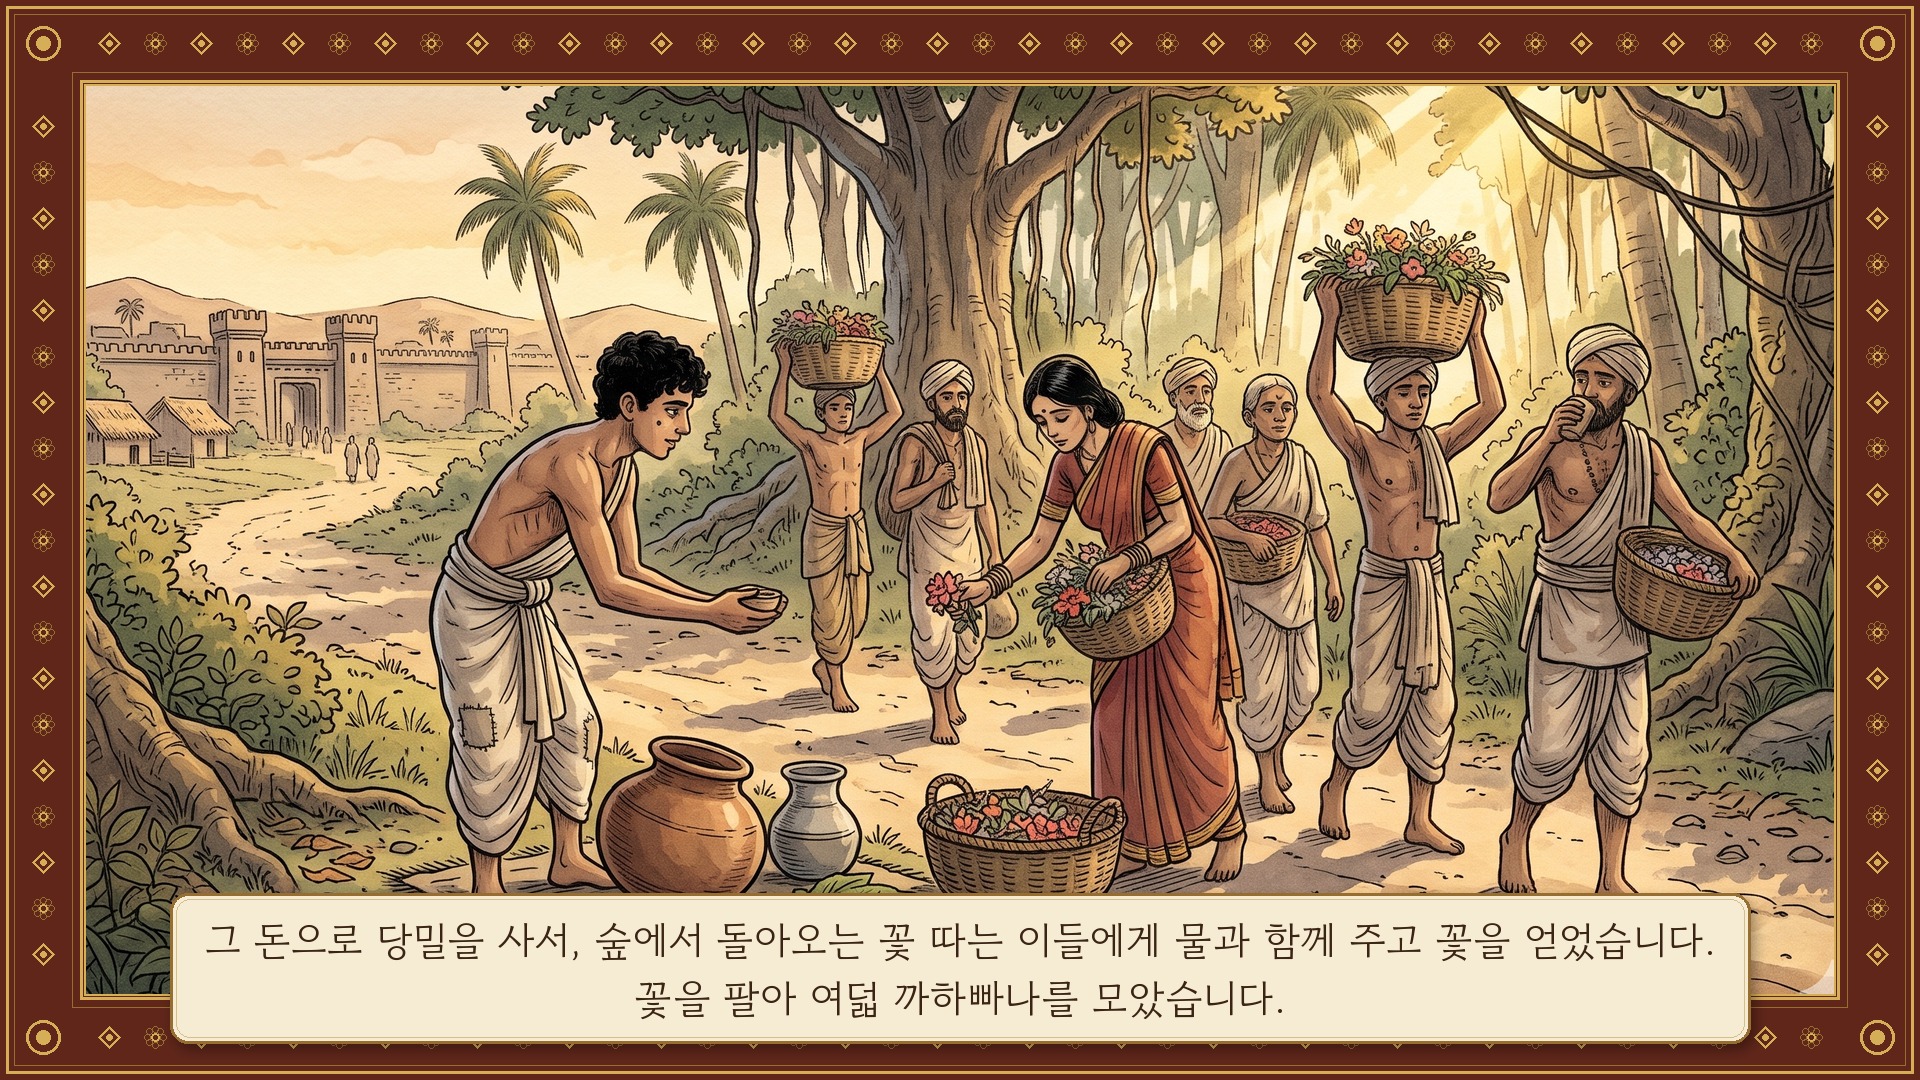 그 돈으로 당밀을 사서, 숲에서 돌아오는 꽃 따는 이들에게 물과 함께 주고 꽃을 얻었습니다.
꽃을 팔아 여덟 까하빠나를 모았습니다.